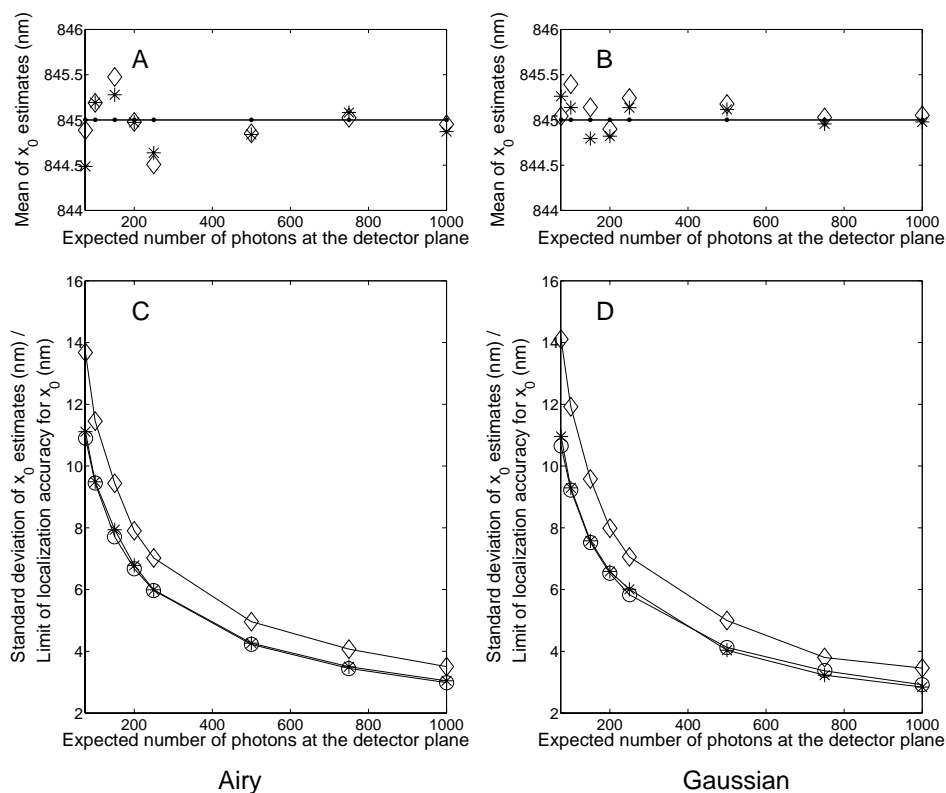 A
B
846
845.5
845
844.5
844
Mean of x0 estimates (nm)
200 400 600 800 1000
Expected number of photons at the detector plane
846
845.5
845
844.5
844
Mean of x0 estimates (nm)
200 400 600 800 1000
Expected number of photons at the detector plane
C
D
16
14
12
10
8
6
4
2
Standard deviation of x0 estimates (nm) /
Limit of localization accuracy for x0 (nm)
200 400 600 800 1000
Expected number of photons at the detector plane
16
14
12
10
8
6
4
2
Standard deviation of x0 estimates (nm) /
Limit of localization accuracy for x0 (nm)
200 400 600 800 1000
Expected number of photons at the detector plane
Airy
Gaussian